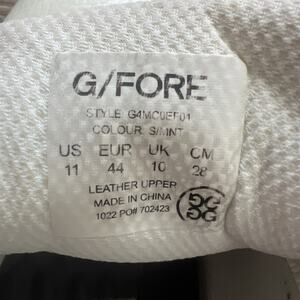 G/FORE
STYLE G4MC0EF01
COLOUR S/MNT
US EUR UK CM
11 44 10 28
LEATHER UPPER
MADE IN CHINA
1022 PO# 702423